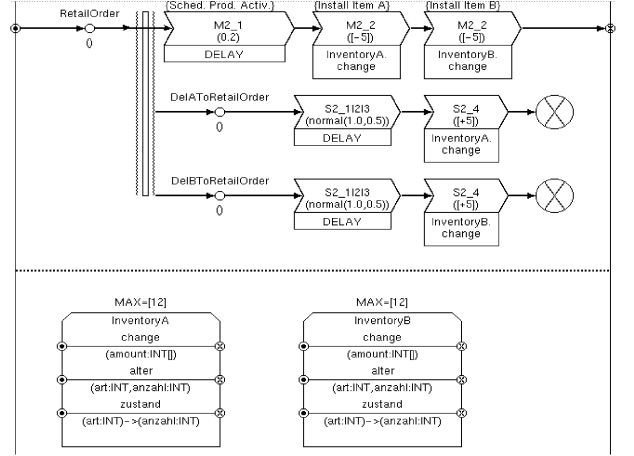 {Sched. Prod. Activ.} {Install Item A} {Install Item B}
RetailOrder
M2_1 M2_2 M2_2
(0.2) ([-5]) ([-5])
0
DELAY InventoryA. InventoryB.
change change
DelAToRetailOrder
S2_1|2|3 S2_4
(normal(1.0,0.5)) ([+5])
0
DELAY InventoryA.
change
DelBToRetailOrder
S2_1|2|3 S2_4
(normal(1.0,0.5)) ([+5])
0
DELAY InventoryB.
change
MAX=[12] MAX=[12]
InventoryA InventoryB
change change
(amount:INT[]) (amount:INT[])
alter alter
(art:INT,anzahl:INT) (art:INT,anzahl:INT)
zustand zustand
(art:INT)->(anzahl:INT) (art:INT)->(anzahl:INT)